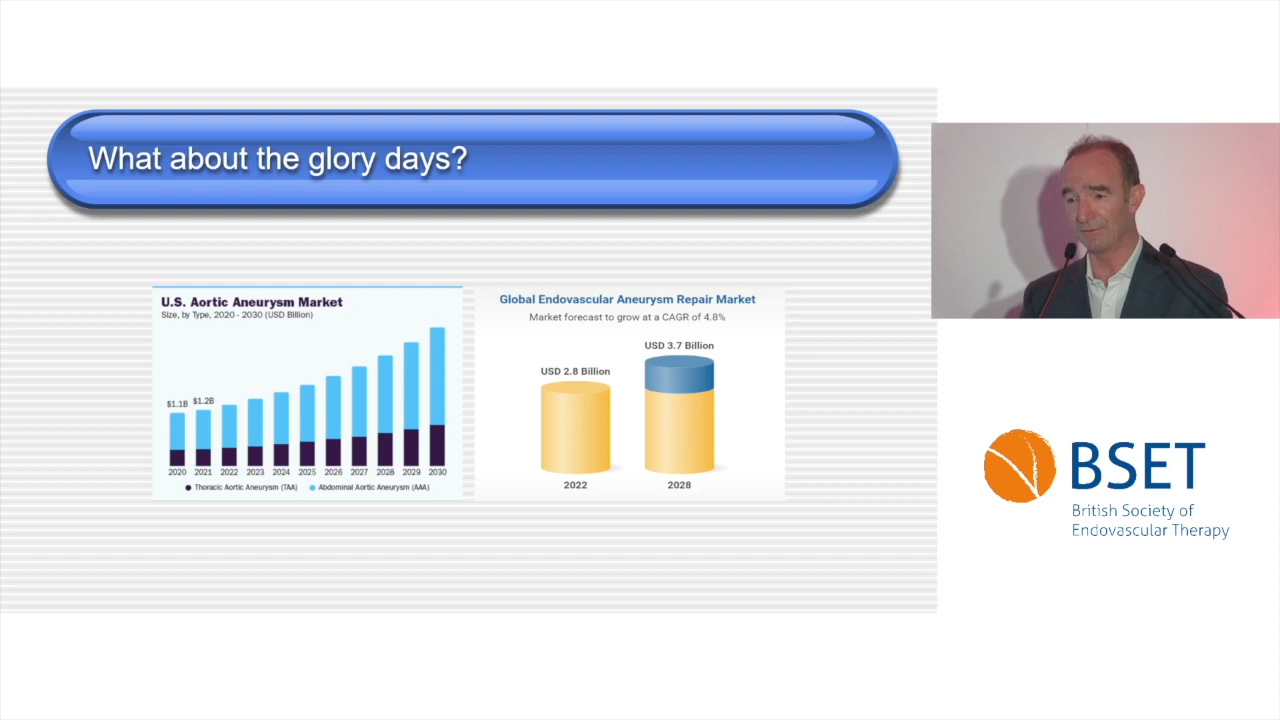 What about the glory days?
U.S. Aortic Aneurysm Market
Size, by Type, 2020 - 2030 (USD Billion)
$1.1B $1.2B
2020 2021 2022 2023 2024 2025 2026 2027 2028 2029 2030
Thoracic Aortic Aneurysm (TAA) Abdominal Aortic Aneurysm (AAA)
Global Endovascular Aneurysm Repair Market
Market forecast to grow at a CAGR of 4.8%
USD 3.7 Billion
USD 2.8 Billion
2022 2028
BSET
British Society of
Endovascular Therapy